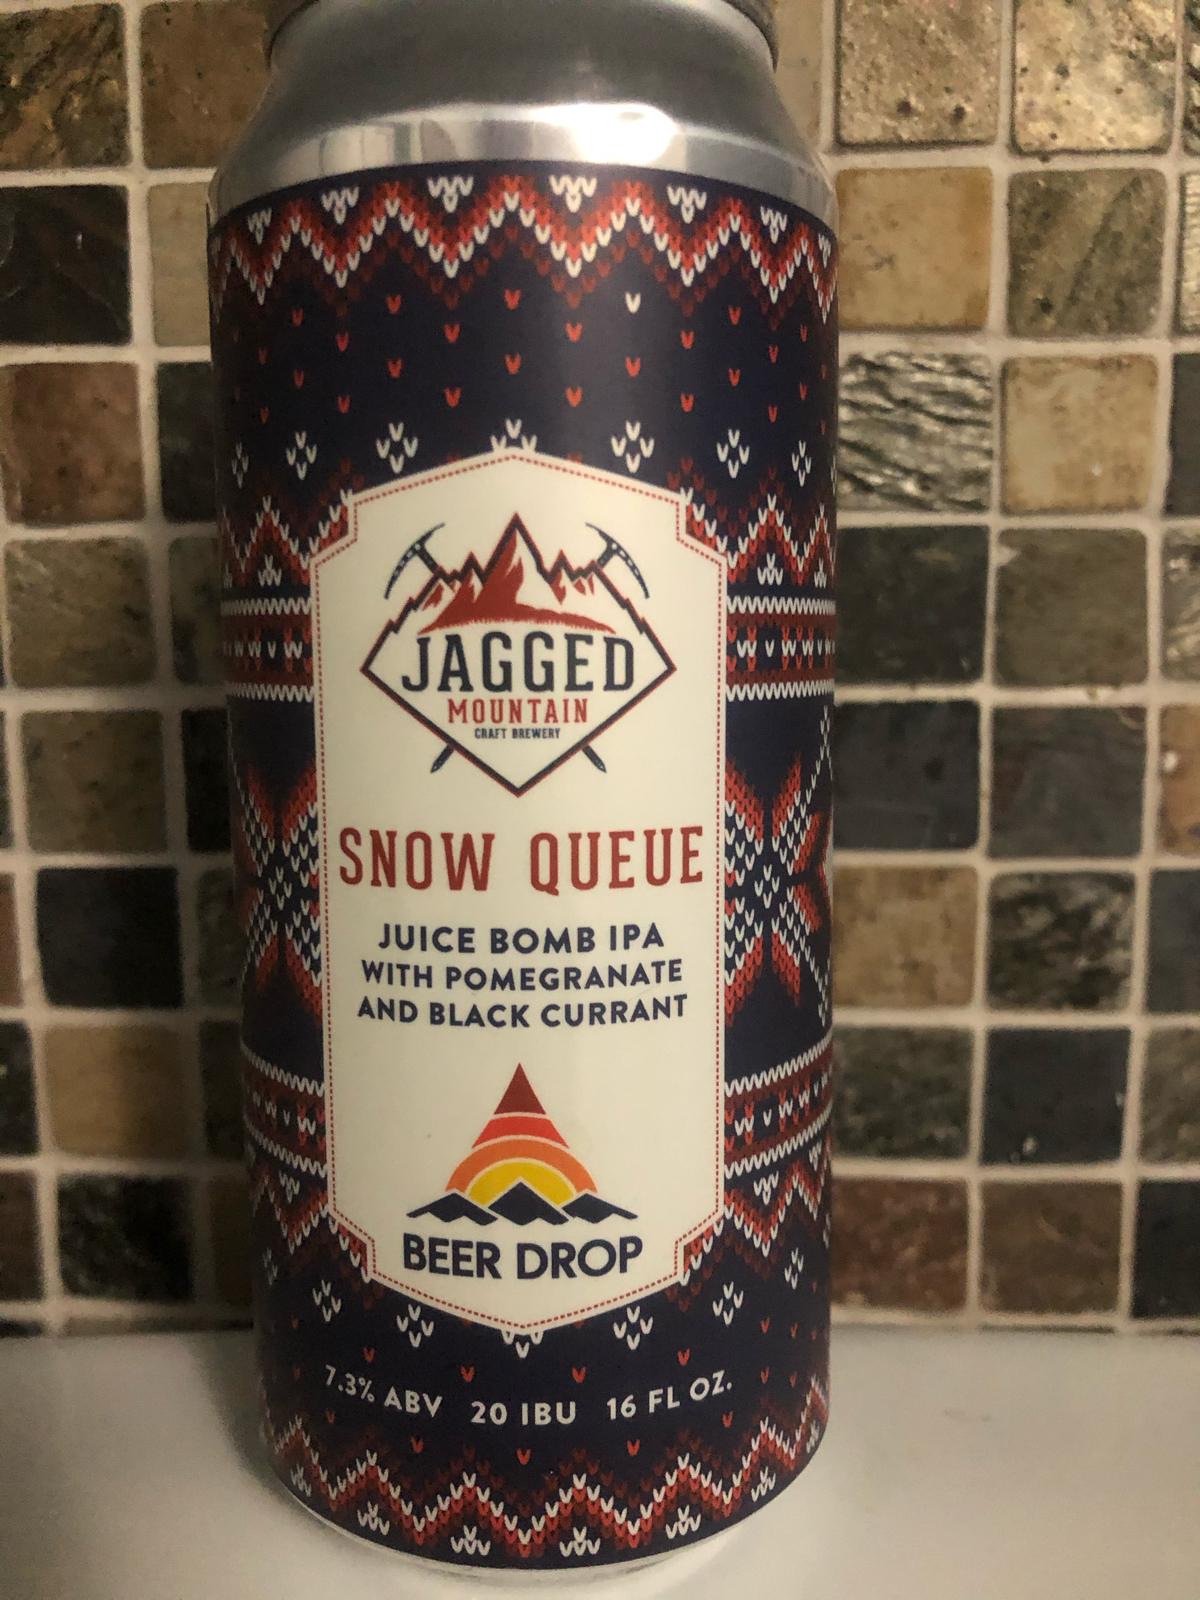 JAGGED
MOUNTAIN
CRAFT BREWERY
SNOW QUEUE
JUICE BOMB IPA
WITH POMEGRANATE
AND BLACK CURRANT
BEER DROP
7.3% ABV 20 IBU 16 FL OZ.